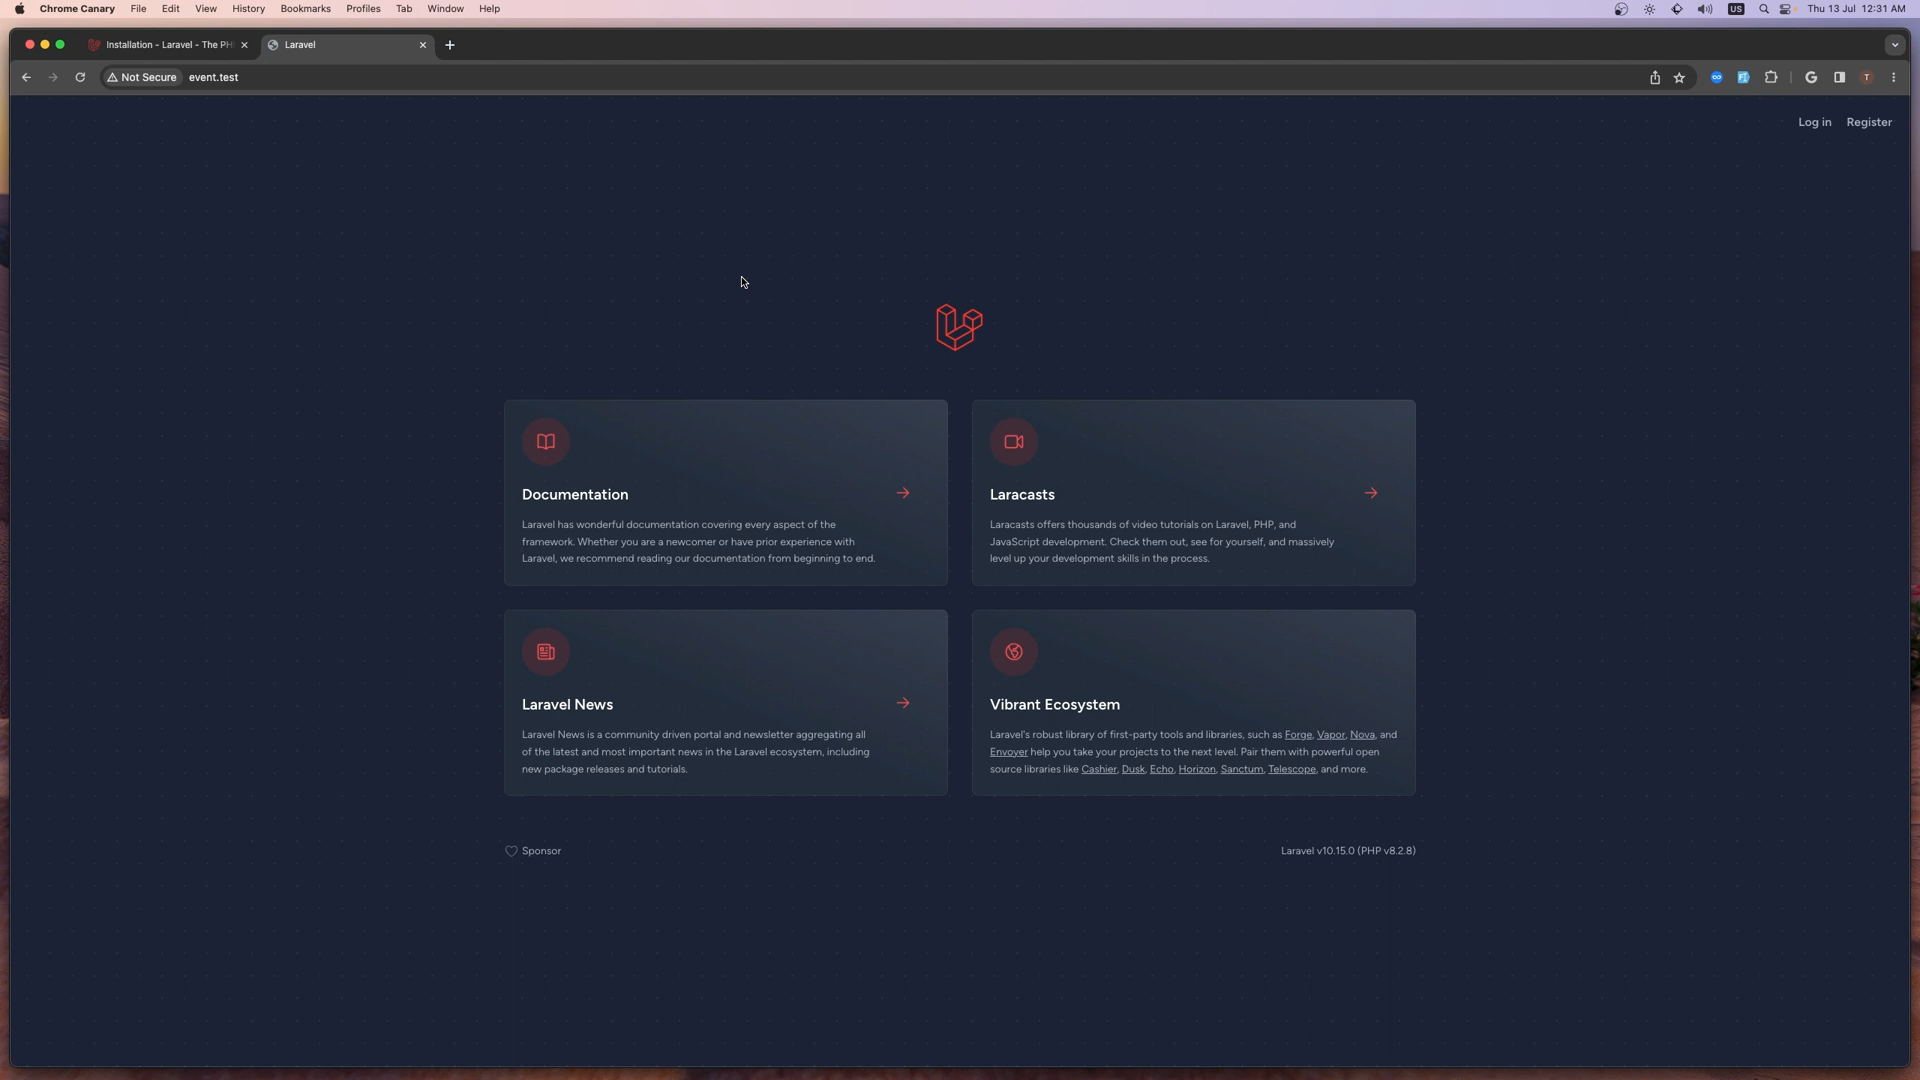 Chrome Canary File Edit View History Bookmarks Profiles Tab Window Help US Thu 13 Jul 12:31 AM
Installation - Laravel - The PH Laravel
Not Secure event.test T
Log in Register
Documentation
Laravel has wonderful documentation covering every aspect of the
framework. Whether you are a newcomer or have prior experience with
Laravel, we recommend reading our documentation from beginning to end.
Laracasts
Laracasts offers thousands of video tutorials on Laravel, PHP, and
JavaScript development. Check them out, see for yourself, and massively
level up your development skills in the process.
Laravel News
Laravel News is a community driven portal and newsletter aggregating all
of the latest and most important news in the Laravel ecosystem, including
new package releases and tutorials.
Vibrant Ecosystem
Laravel's robust library of first-party tools and libraries, such as Forge, Vapor, Nova, and
Envoyer help you take your projects to the next level. Pair them with powerful open
source libraries like Cashier, Dusk, Echo, Horizon, Sanctum, Telescope, and more.
Sponsor
Laravel v10.15.0 (PHP v8.2.8)